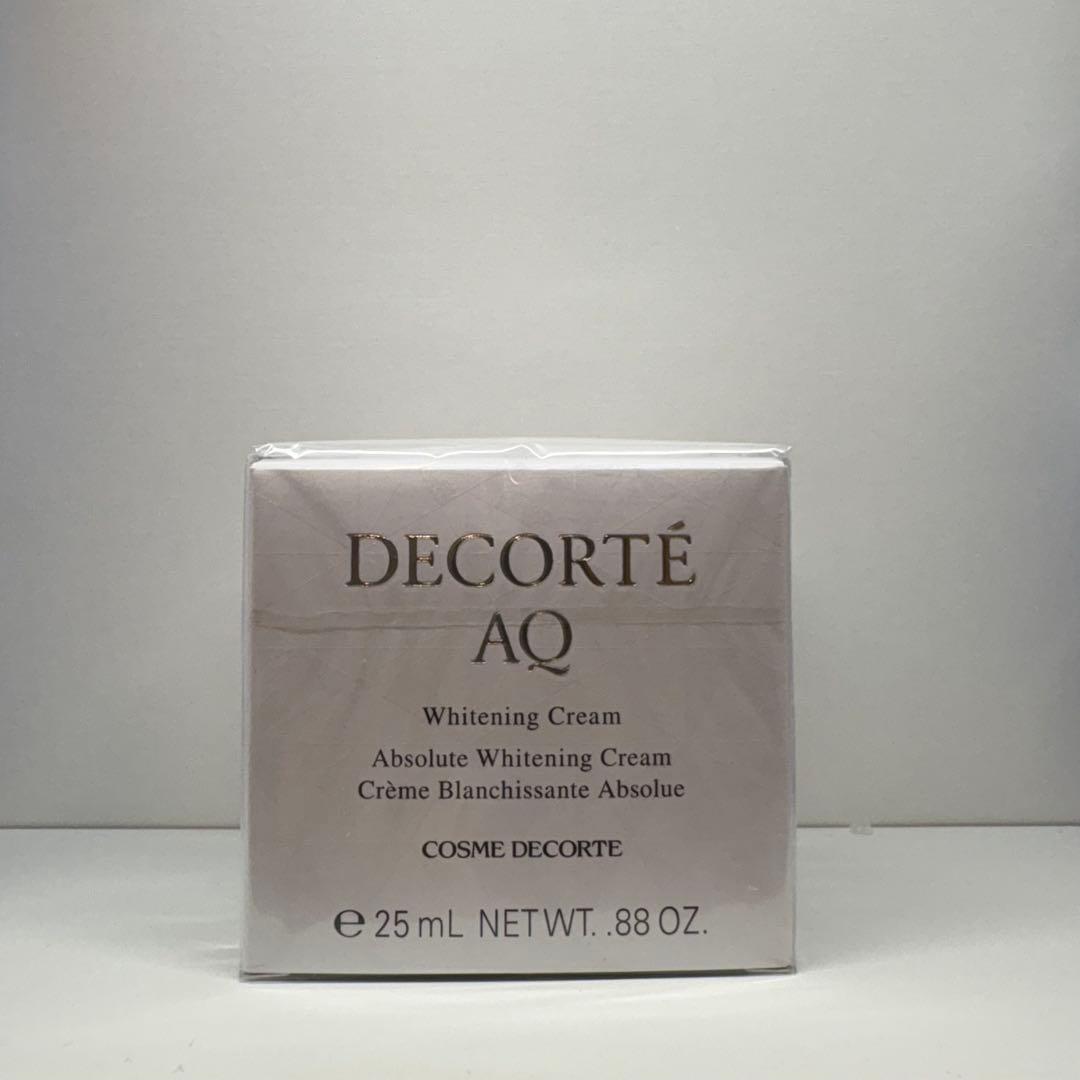 DECORTÉ
AQ
Whitening Cream
Absolute Whitening Cream
Crème Blanchissante Absolue
COSME DECORTE
℮ 25 mL NET WT. .88 OZ.